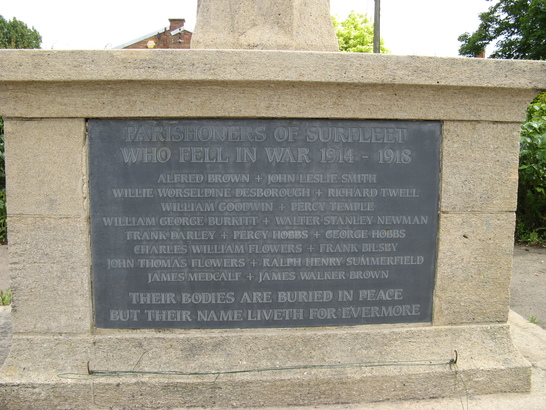 PARISHONERS OF SURFLEET
WHO FELL IN WAR 1914 - 1918
ALFRED BROWN + JOHN LESLIE SMITH
WILLIE WORSELDINE DESBOROUGH + RICHARD TWELL
WILLIAM GOODWIN + PERCY TEMPLE
WILLIAM GEORGE BURKITT + WALTER STANLEY NEWMAN
FRANK DARLEY + PERCY HOBBS + GEORGE HOBBS
CHARLES WILLIAM FLOWERS + FRANK BILSBY
JOHN THOMAS FLOWERS + RALPH HENRY SUMMERFIELD
JAMES MEDCALF + JAMES WALKER BROWN
THEIR BODIES ARE BURIED IN PEACE
BUT THEIR NAME LIVETH FOR EVERMORE